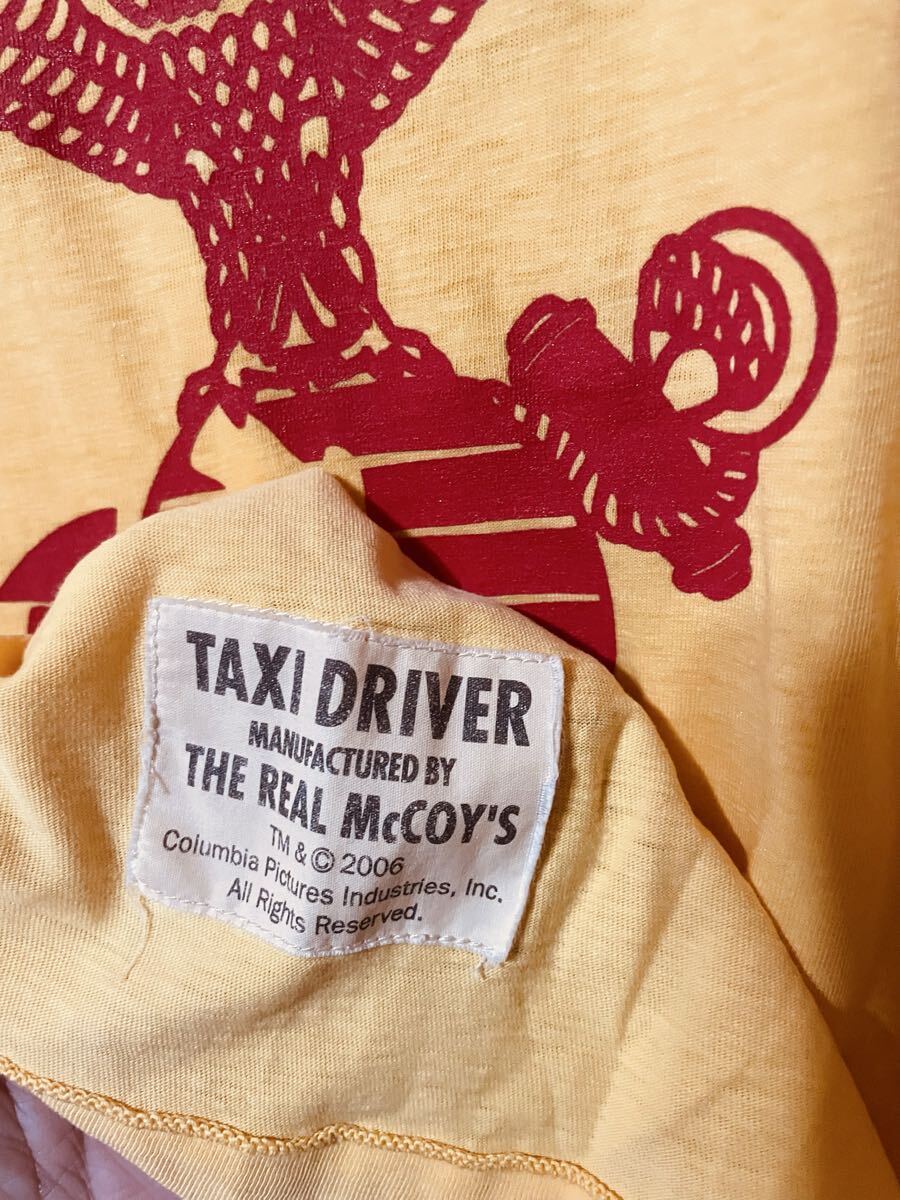 TAXI DRIVER
MANUFACTURED BY
THE REAL McCOY'S
TM & © 2006
Columbia Pictures Industries, Inc.
All Rights Reserved.